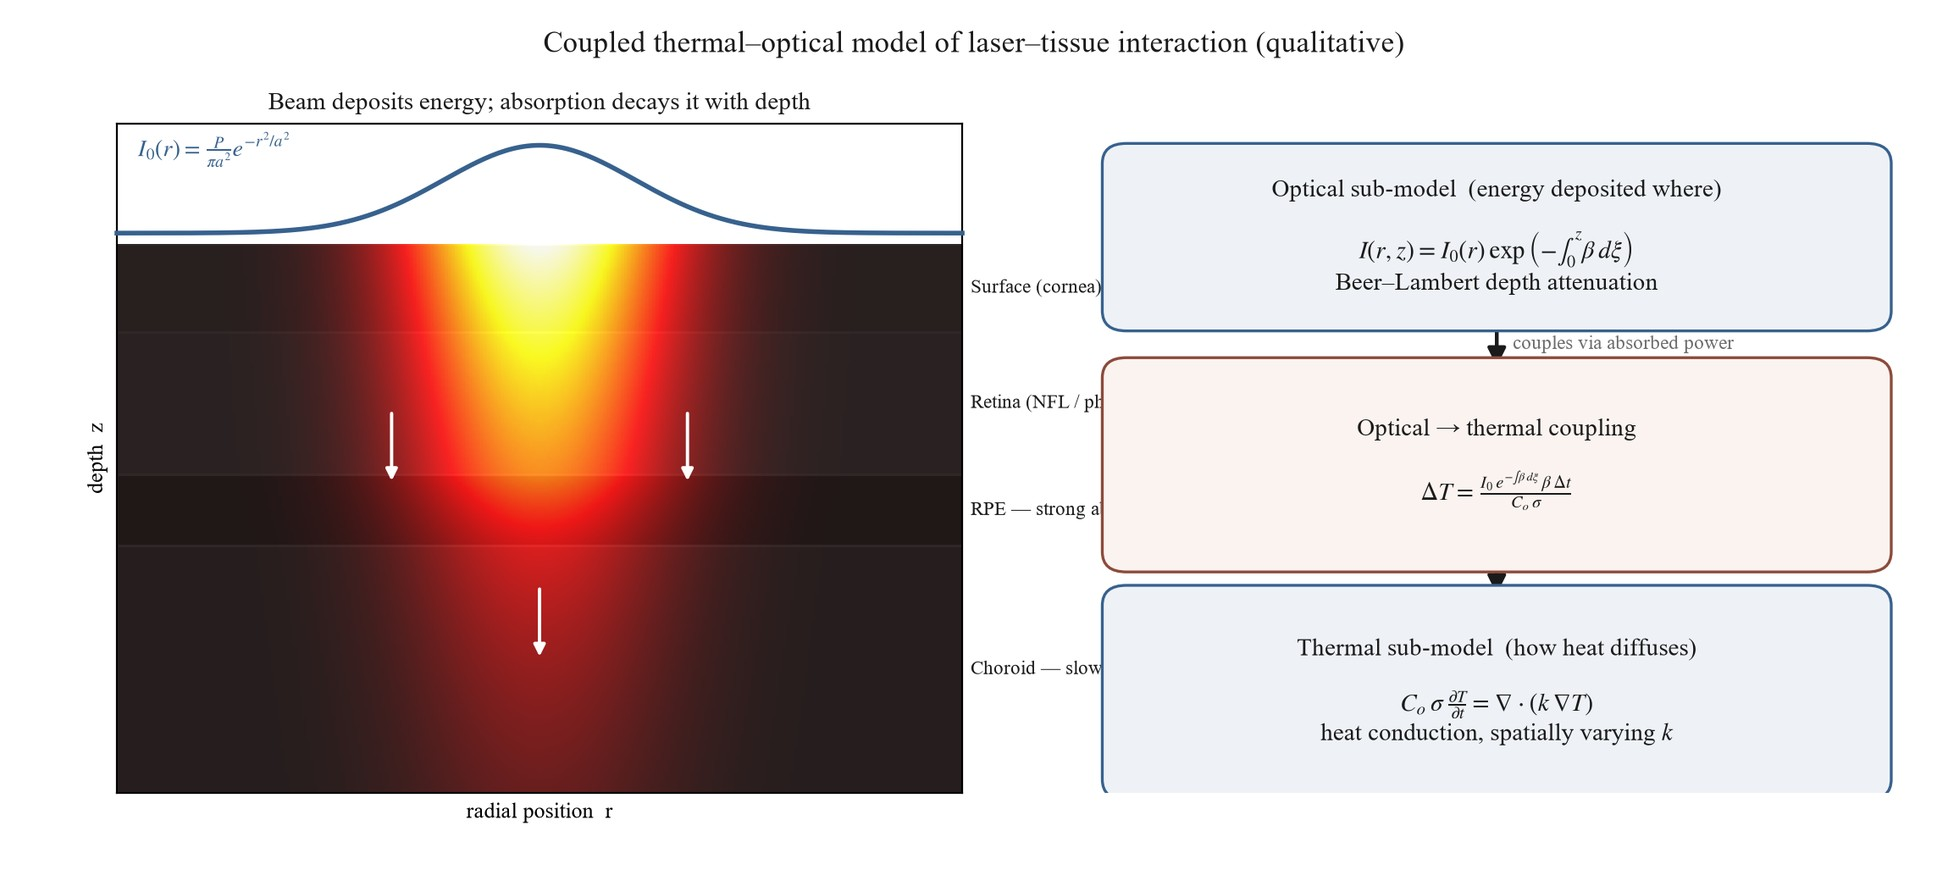 Coupled thermal–optical model of laser–tissue interaction (qualitative)
Beam deposits energy; absorption decays it with depth
I₀(r) = P/(πa²) e^(−r²/a²)
depth z
radial position r
Surface (cornea)
Retina (NFL / ph
RPE — strong a
Choroid — slow
Optical sub-model (energy deposited where)
I(r, z) = I₀(r) exp (−∫₀ᶻ β dξ)
Beer–Lambert depth attenuation
couples via absorbed power
Optical → thermal coupling
ΔT = (I₀ e^(−∫β dξ) β Δt)/(Cₒ σ)
Thermal sub-model (how heat diffuses)
Cₒ σ ∂T/∂t = ∇ · (k ∇T)
heat conduction, spatially varying k